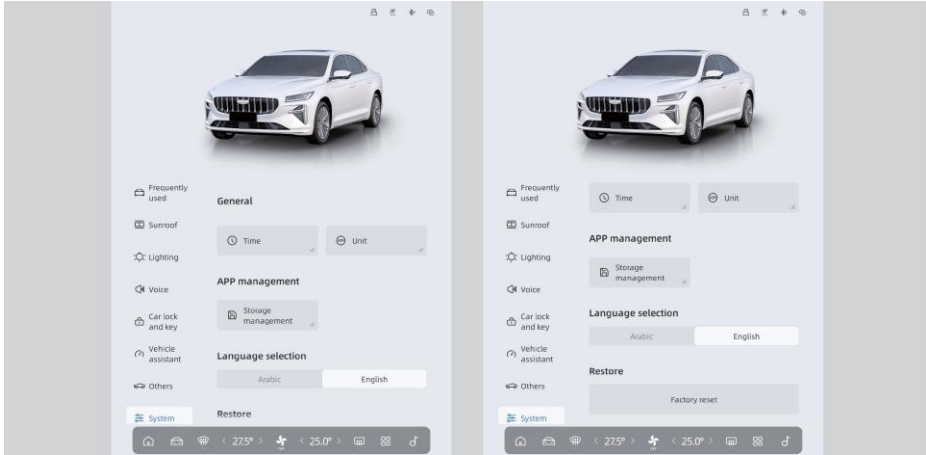 Frequently
used
Sunroof
Lighting
Voice
Car lock
and key
Vehicle
assistant
Others
System
General
Time
Unit
APP management
Storage
management
Language selection
Arabic
English
Restore
27.5°
OFF
25.0°
Frequently
used
Sunroof
Lighting
Voice
Car lock
and key
Vehicle
assistant
Others
System
Time
Unit
APP management
Storage
management
Language selection
Arabic
English
Restore
Factory reset
27.5°
OFF
25.0°